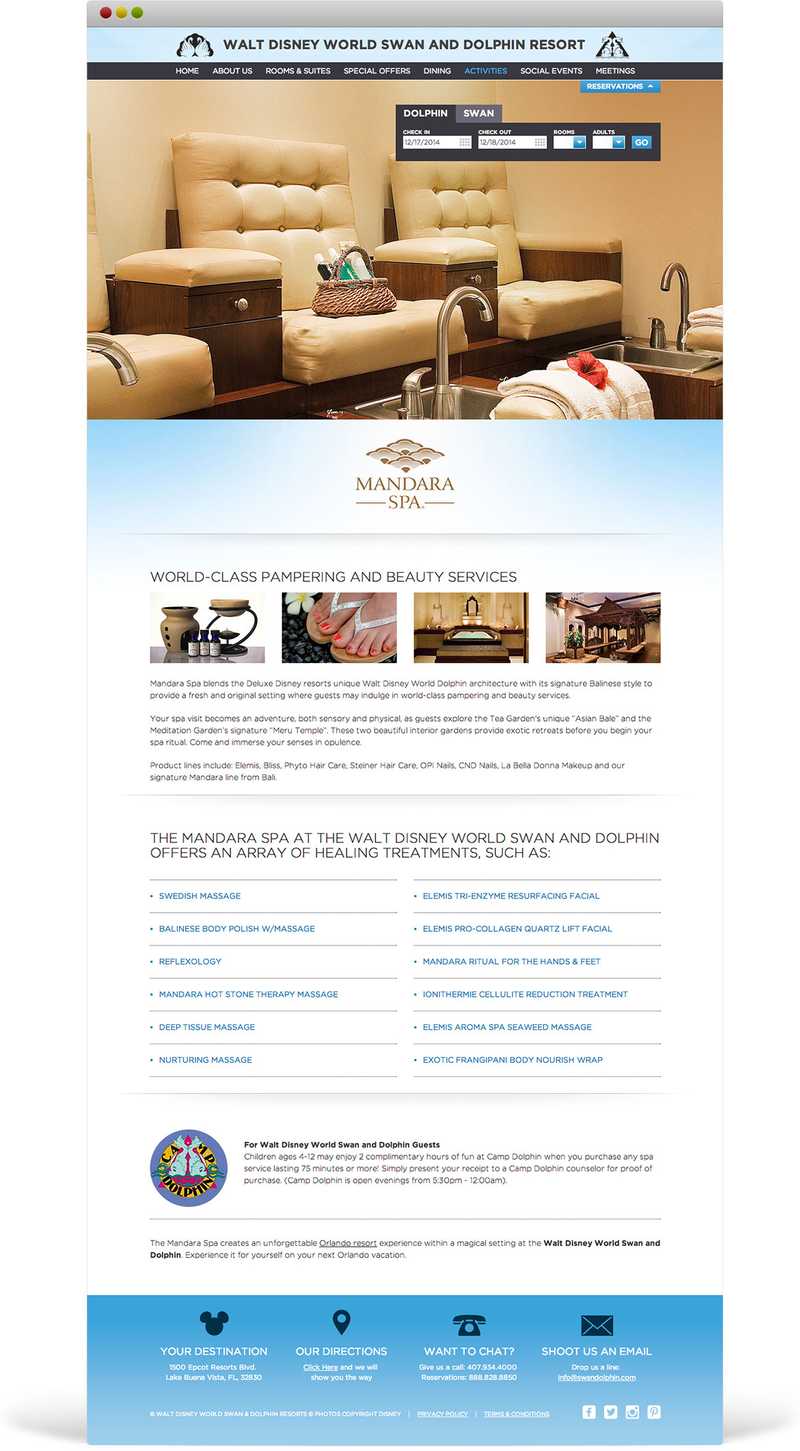 WALT DISNEY WORLD SWAN AND DOLPHIN RESORT
HOME ABOUT US ROOMS & SUITES SPECIAL OFFERS DINING ACTIVITIES SOCIAL EVENTS MEETINGS
RESERVATIONS
DOLPHIN SWAN
CHECK IN CHECK OUT ROOMS ADULTS
12/17/2014 12/18/2014 GO
MANDARA
SPA
WORLD-CLASS PAMPERING AND BEAUTY SERVICES
Mandara Spa blends the Deluxe Disney resorts unique Walt Disney World Dolphin architecture with its signature Balinese style to
provide a fresh and original setting where guests may indulge in world-class pampering and beauty services.
Your spa visit becomes an adventure, both sensory and physical, as guests explore the Tea Garden's unique "Asian Bale" and the
Meditation Garden's signature "Meru Temple". These two beautiful interior gardens provide exotic retreats before you begin your
spa ritual. Come and immerse your senses in opulence.
Product lines include: Elemis, Bliss, Phyto Hair Care, Steiner Hair Care, OPI Nails, CND Nails, La Bella Donna Makeup and our
signature Mandara line from Bali.
THE MANDARA SPA AT THE WALT DISNEY WORLD SWAN AND DOLPHIN
OFFERS AN ARRAY OF HEALING TREATMENTS, SUCH AS:
• SWEDISH MASSAGE
• BALINESE BODY POLISH W/MASSAGE
• REFLEXOLOGY
• MANDARA HOT STONE THERAPY MASSAGE
• DEEP TISSUE MASSAGE
• NURTURING MASSAGE
• ELEMIS TRI-ENZYME RESURFACING FACIAL
• ELEMIS PRO-COLLAGEN QUARTZ LIFT FACIAL
• MANDARA RITUAL FOR THE HANDS & FEET
• IONITHERMIE CELLULITE REDUCTION TREATMENT
• ELEMIS AROMA SPA SEAWEED MASSAGE
• EXOTIC FRANGIPANI BODY NOURISH WRAP
CAMP
DOLPHIN
For Walt Disney World Swan and Dolphin Guests
Children ages 4-12 may enjoy 2 complimentary hours of fun at Camp Dolphin when you purchase any spa
service lasting 75 minutes or more! Simply present your receipt to a Camp Dolphin counselor for proof of
purchase. (Camp Dolphin is open evenings from 5:30pm - 12:00am).
The Mandara Spa creates an unforgettable Orlando resort experience within a magical setting at the Walt Disney World Swan and
Dolphin. Experience it for yourself on your next Orlando vacation.
YOUR DESTINATION
1500 Epcot Resorts Blvd.
Lake Buena Vista, FL, 32830
OUR DIRECTIONS
Click Here and we will
show you the way
WANT TO CHAT?
Give us a call: 407.934.4000
Reservations: 888.828.8850
SHOOT US AN EMAIL
Drop us a line:
info@swandolphin.com
© WALT DISNEY WORLD SWAN & DOLPHIN RESORTS © PHOTOS COPYRIGHT DISNEY | PRIVACY POLICY | TERMS & CONDITIONS